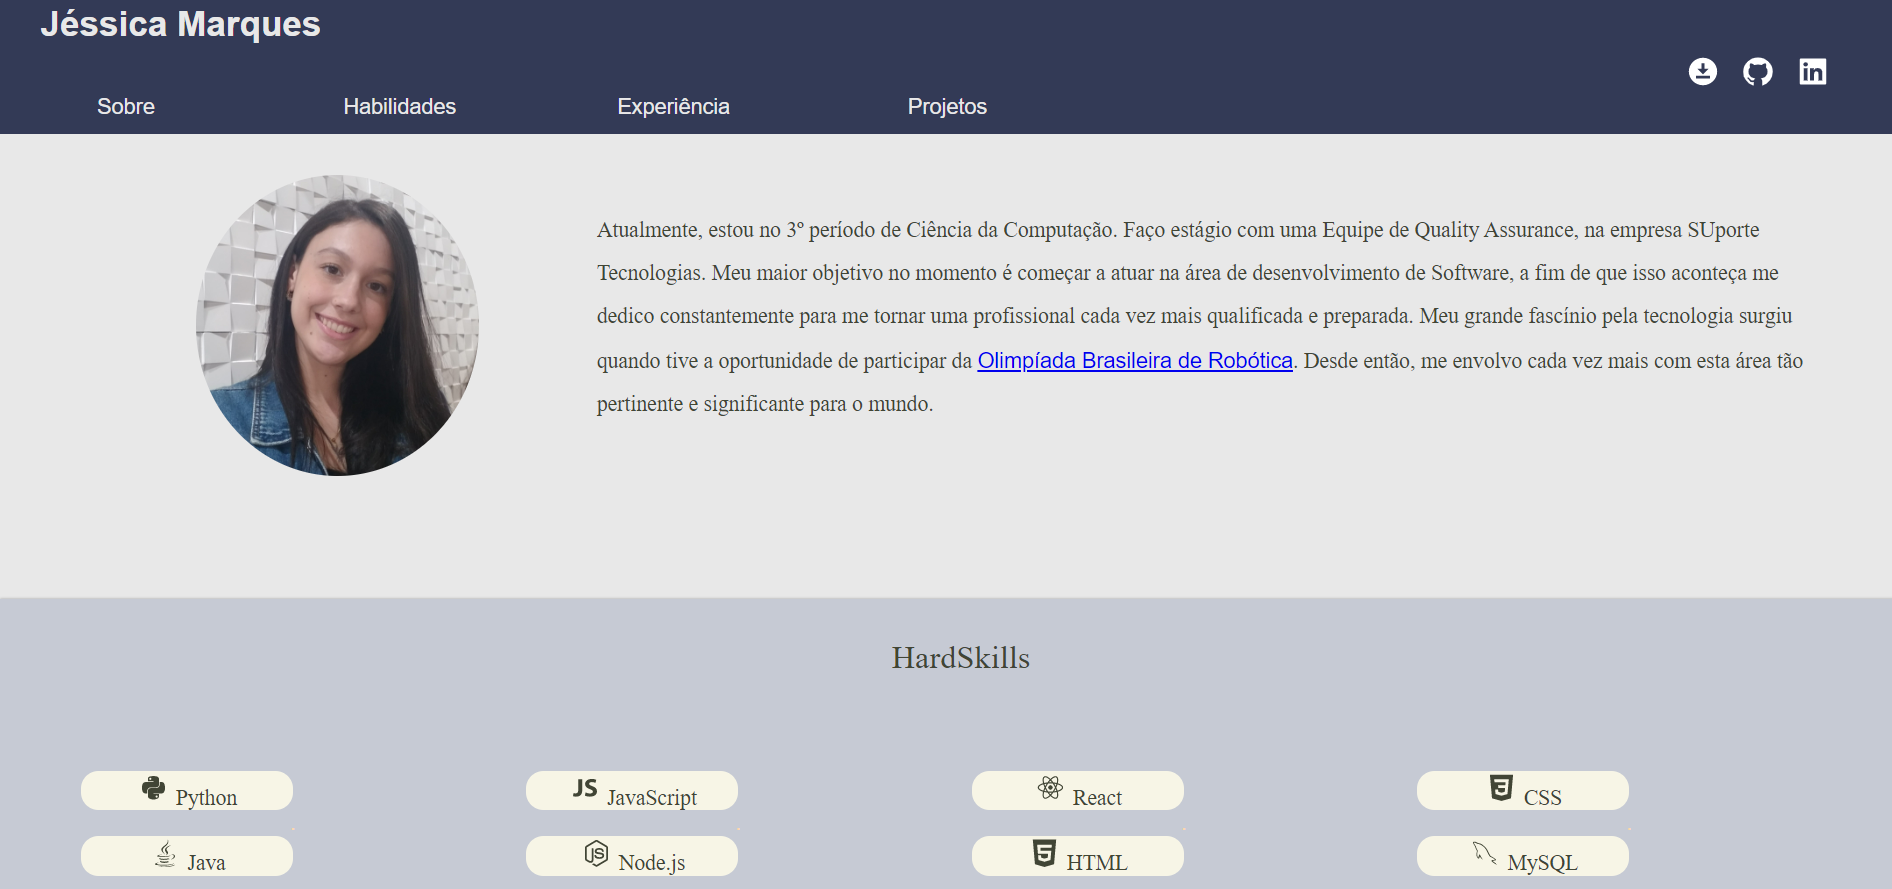 Jéssica Marques
Sobre Habilidades Experiência Projetos
in
Atualmente, estou no 3º período de Ciência da Computação. Faço estágio com uma Equipe de Quality Assurance, na empresa SUporte
Tecnologias. Meu maior objetivo no momento é começar a atuar na área de desenvolvimento de Software, a fim de que isso aconteça me
dedico constantemente para me tornar uma profissional cada vez mais qualificada e preparada. Meu grande fascínio pela tecnologia surgiu
quando tive a oportunidade de participar da Olimpíada Brasileira de Robótica. Desde então, me envolvo cada vez mais com esta área tão
pertinente e significante para o mundo.
HardSkills
Python JS JavaScript React 3 CSS
Java JS Node.js 5 HTML MySQL